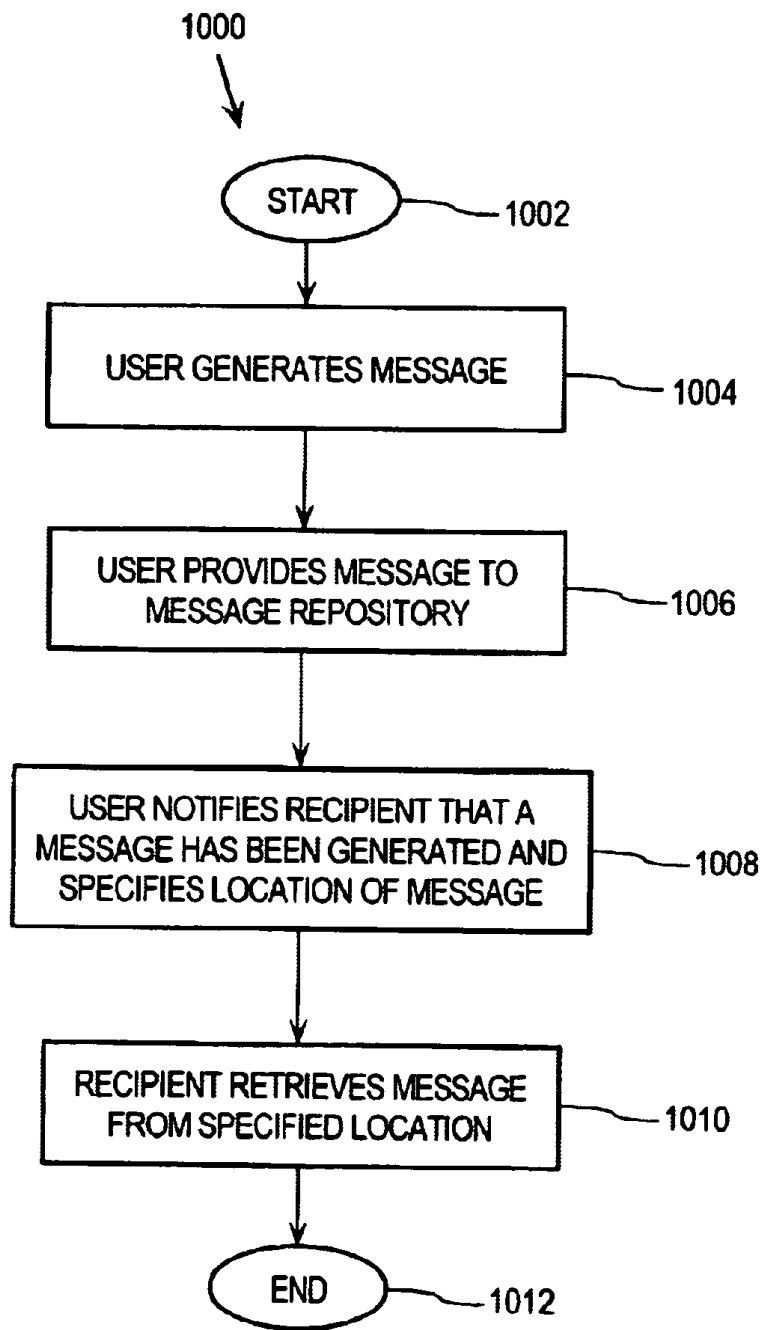 1000
START
1002
USER GENERATES MESSAGE
1004
USER PROVIDES MESSAGE TO
MESSAGE REPOSITORY
1006
USER NOTIFIES RECIPIENT THAT A
MESSAGE HAS BEEN GENERATED AND
SPECIFIES LOCATION OF MESSAGE
1008
RECIPIENT RETRIEVES MESSAGE
FROM SPECIFIED LOCATION
1010
END
1012